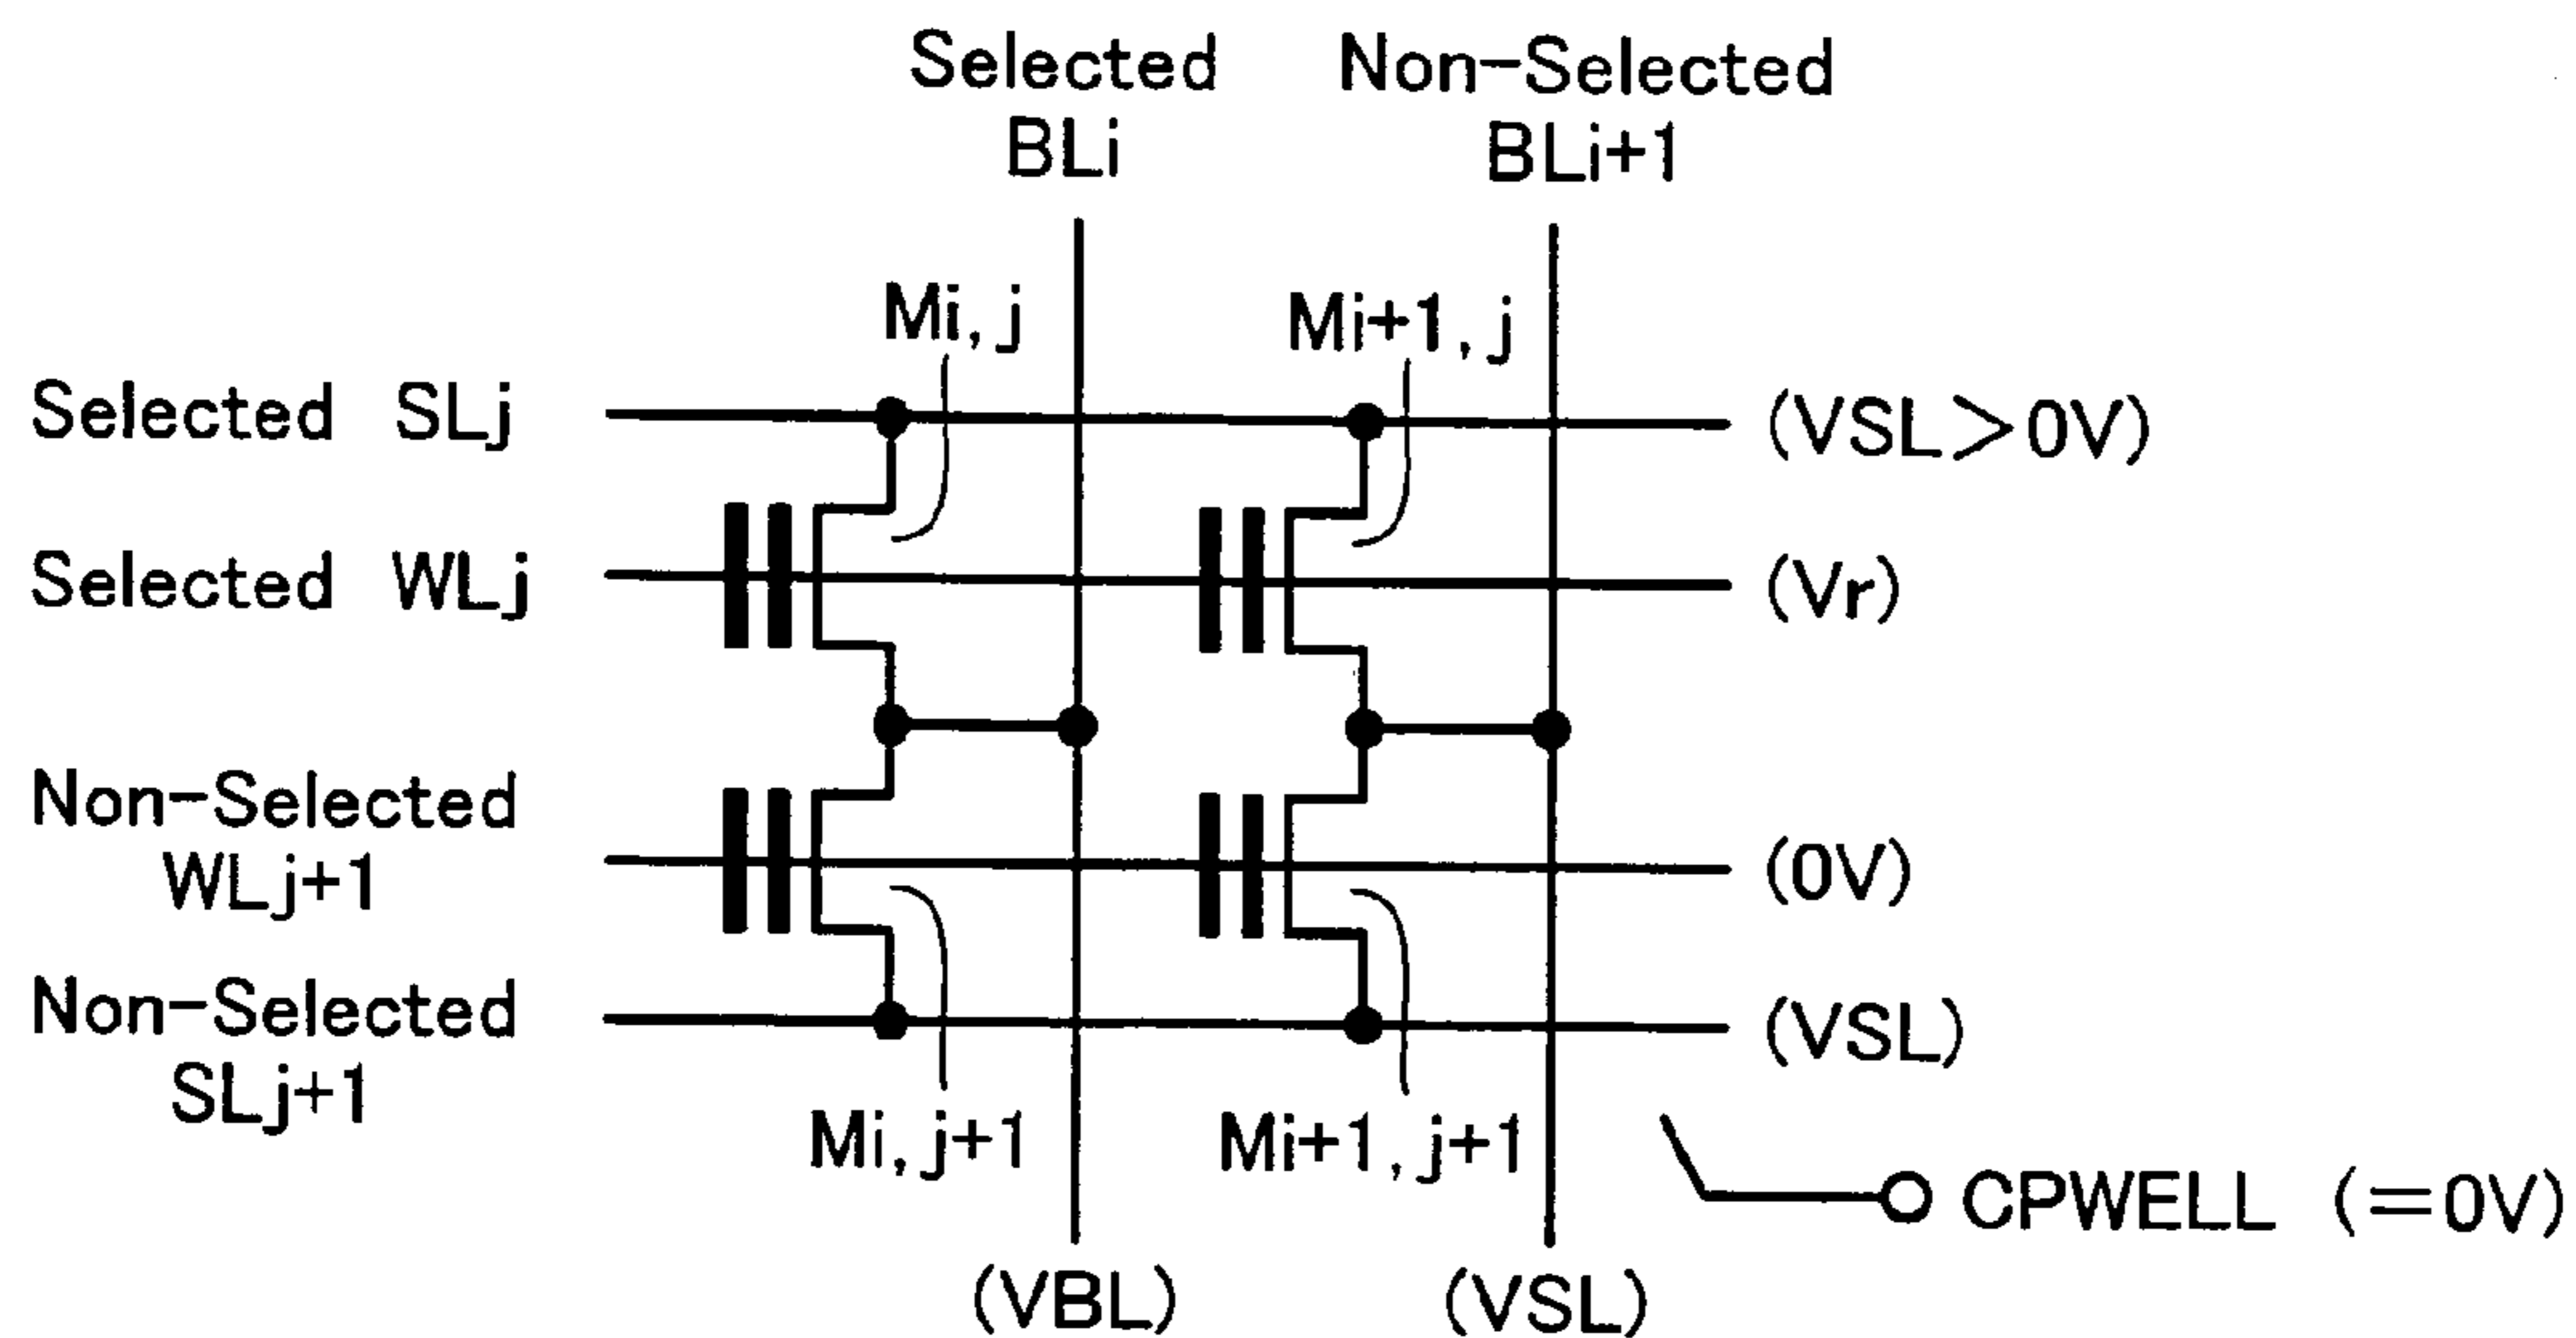 Selected
BLi
Non-Selected
BLi+1
Mi,j
Mi+1,j
Selected SLj
(VSL>0V)
Selected WLj
(Vr)
Non-Selected
WLj+1
(0V)
Non-Selected
SLj+1
(VSL)
Mi,j+1
Mi+1,j+1
CPWELL (=0V)
(VBL)
(VSL)